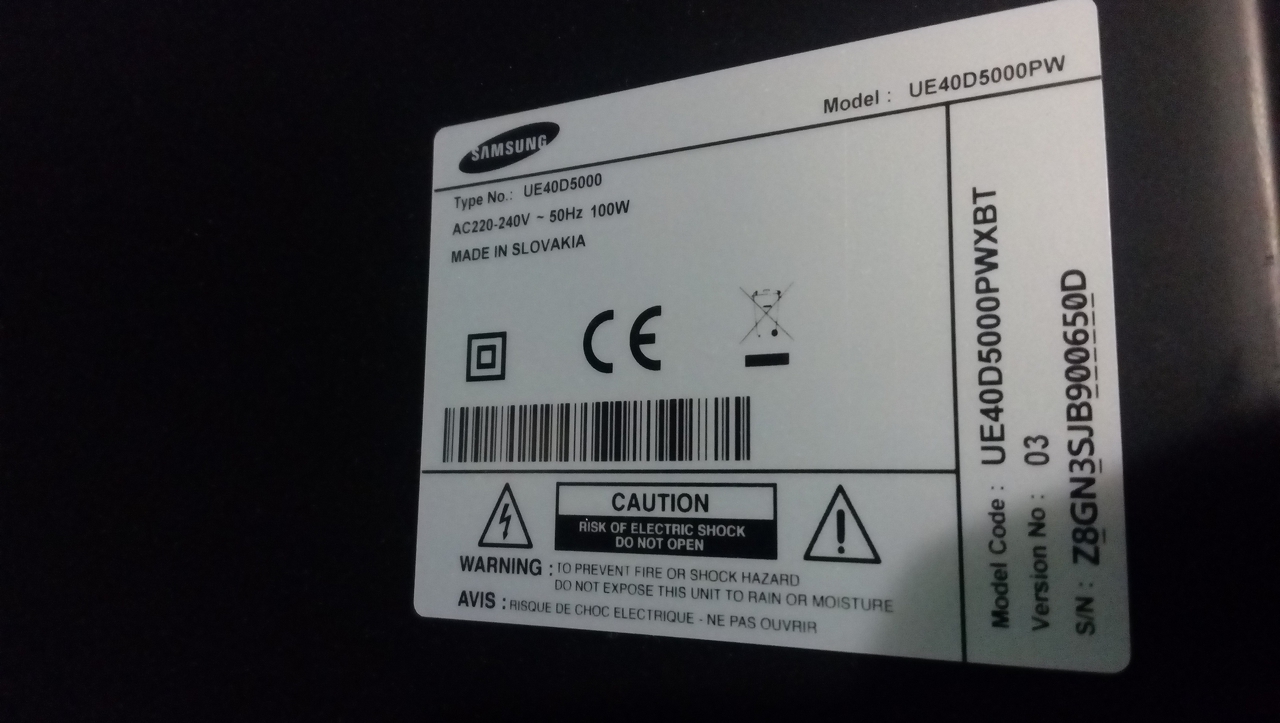 SAMSUNG
Model : UE40D5000PW
Type No.: UE40D5000
AC220-240V ~ 50Hz 100W
MADE IN SLOVAKIA
CE
CAUTION
RISK OF ELECTRIC SHOCK
DO NOT OPEN
WARNING : TO PREVENT FIRE OR SHOCK HAZARD
DO NOT EXPOSE THIS UNIT TO RAIN OR MOISTURE
AVIS : RISQUE DE CHOC ELECTRIQUE - NE PAS OUVRIR
Model Code : UE40D5000PWXBT
Version No : 03
S/N : Z8GN3SJB900650D